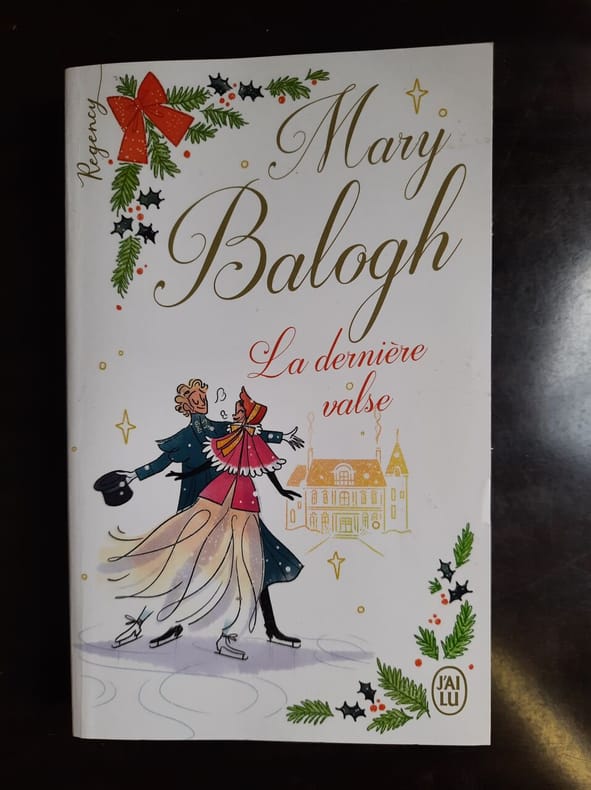 Regency
Mary
Balogh
La dernière
valse
J'AI
LU